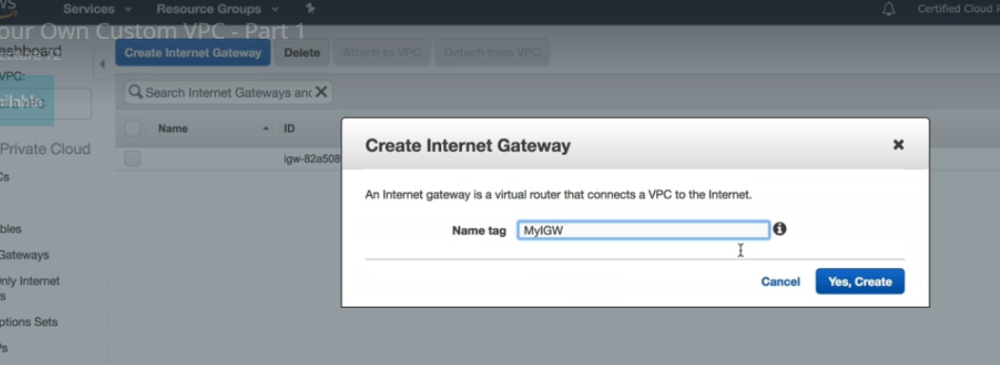 Services
Resource Groups
Certified Cloud
our Own Custom VPC - Part 1
ashboard
Lecture 72
VPC:
Create Internet Gateway
Delete
Attach to VPC
Detach from VPC
Search Internet Gateways and
Name
ID
Private Cloud
igw-82a508
Cs
bles
Gateways
nly Internet
s
ptions Sets
Ps
Create Internet Gateway
An Internet gateway is a virtual router that connects a VPC to the Internet.
Name tag
MyIGW
Cancel
Yes, Create